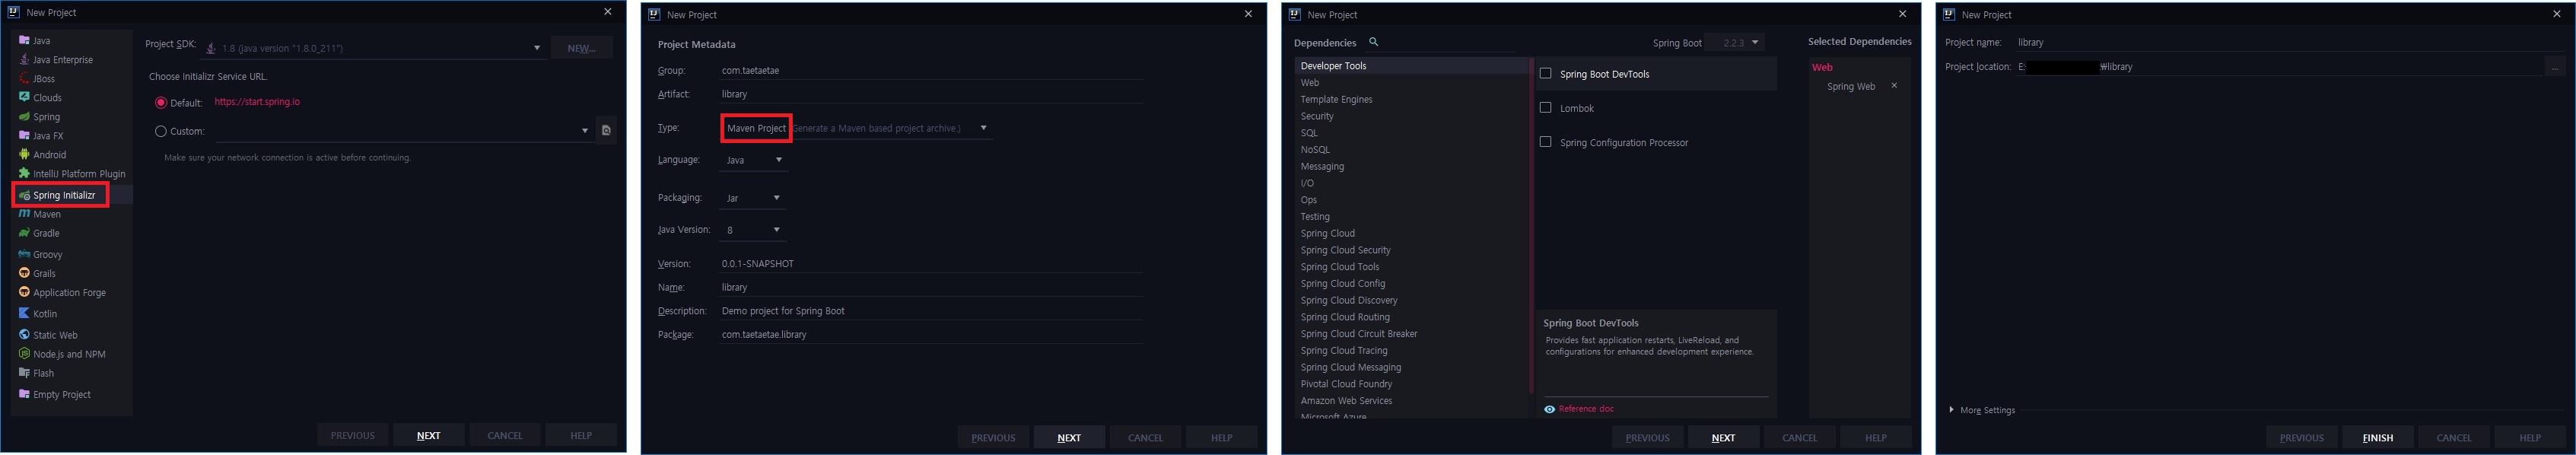 New Project
Java
Java Enterprise
JBoss
Clouds
Spring
Java FX
Android
IntelliJ Platform Plugin
Spring Initializr
Maven
Gradle
Groovy
Grails
Application Forge
Kotlin
Static Web
Node.js and NPM
Flash
Empty Project
Project SDK: 1.8 (java version "1.8.0_211") NEW...
Choose Initializr Service URL.
Default: https://start.spring.io
Custom:
Make sure your network connection is active before continuing.
PREVIOUS NEXT CANCEL HELP
New Project
Project Metadata
Group: com.taetaetae
Artifact: library
Type: Maven Project Generate a Maven based project archive.)
Language: Java
Packaging: Jar
Java Version: 8
Version: 0.0.1-SNAPSHOT
Name: library
Description: Demo project for Spring Boot
Package: com.taetaetae.library
PREVIOUS NEXT CANCEL HELP
New Project
Dependencies Spring Boot 2.2.3 Selected Dependencies
Developer Tools
Web
Template Engines
Security
SQL
NoSQL
Messaging
I/O
Ops
Testing
Spring Cloud
Spring Cloud Security
Spring Cloud Tools
Spring Cloud Config
Spring Cloud Discovery
Spring Cloud Routing
Spring Cloud Circuit Breaker
Spring Cloud Tracing
Spring Cloud Messaging
Pivotal Cloud Foundry
Amazon Web Services
Microsoft Azure
Spring Boot DevTools
Lombok
Spring Configuration Processor
Spring Boot DevTools
Provides fast application restarts, LiveReload, and
configurations for enhanced development experience.
Reference doc
Web
Spring Web ×
PREVIOUS NEXT CANCEL HELP
New Project
Project name: library
Project location: E: ₩library ...
More Settings
PREVIOUS FINISH CANCEL HELP